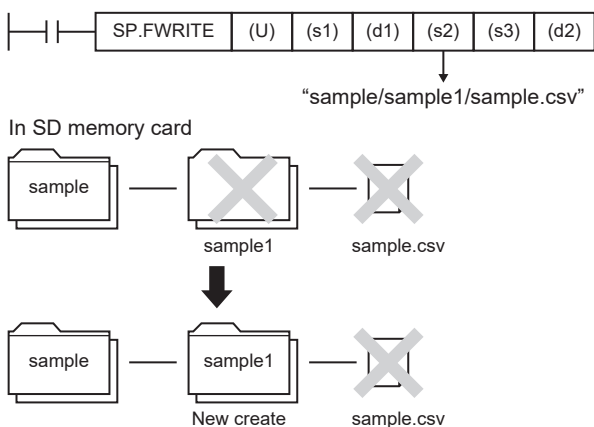 SP.FWRITE (U) (s1) (d1) (s2) (s3) (d2)
“sample/sample1/sample.csv”
In SD memory card
sample
sample1 sample.csv
sample sample1
New create sample.csv